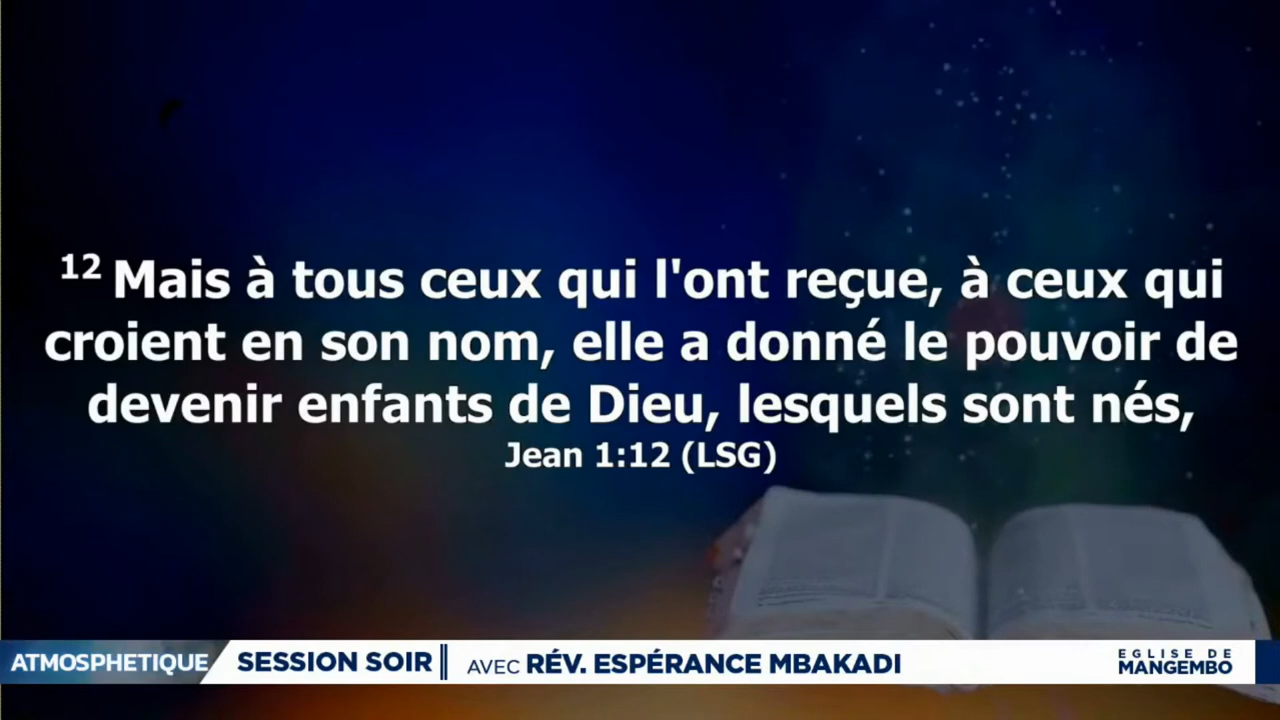 12 Mais à tous ceux qui l'ont reçue, à ceux qui
croient en son nom, elle a donné le pouvoir de
devenir enfants de Dieu, lesquels sont nés,
Jean 1:12 (LSG)
ATMOSPHETIQUE SESSION SOIR AVEC RÉV. ESPÉRANCE MBAKADI
EGLISE DE
MANGEMBO